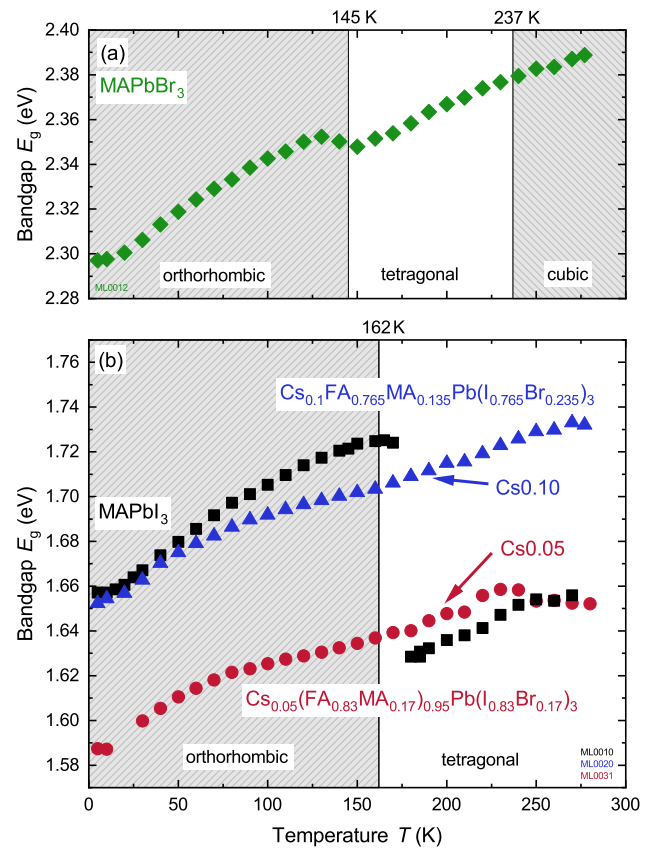 145 K 237 K
2.40
(a)
MAPbBr3
2.38
2.36
2.34
2.32
2.30
2.28
Bandgap Eg (eV)
orthorhombic tetragonal cubic
ML0012
162 K
1.76
(b)
Cs0.1FA0.765MA0.135Pb(I0.765Br0.235)3
1.74
1.72
1.70
Cs0.10
MAPbI3
1.68
Cs0.05
1.66
1.64
1.62
Cs0.05(FA0.83MA0.17)0.95Pb(I0.83Br0.17)3
1.60
1.58
Bandgap Eg (eV)
orthorhombic tetragonal
ML0010
ML0020
ML0031
0 50 100 150 200 250 300
Temperature T (K)